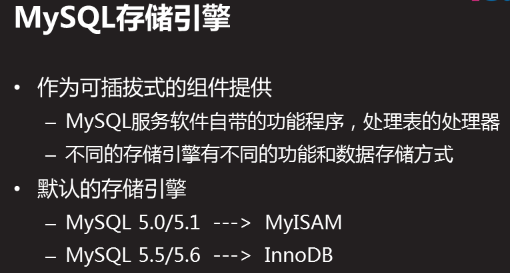 MySQL存储引擎
• 作为可插拔式的组件提供
– MySQL服务软件自带的功能程序，处理表的处理器
– 不同的存储引擎有不同的功能和数据存储方式
• 默认的存储引擎
– MySQL 5.0/5.1 ---> MyISAM
– MySQL 5.5/5.6 ---> InnoDB